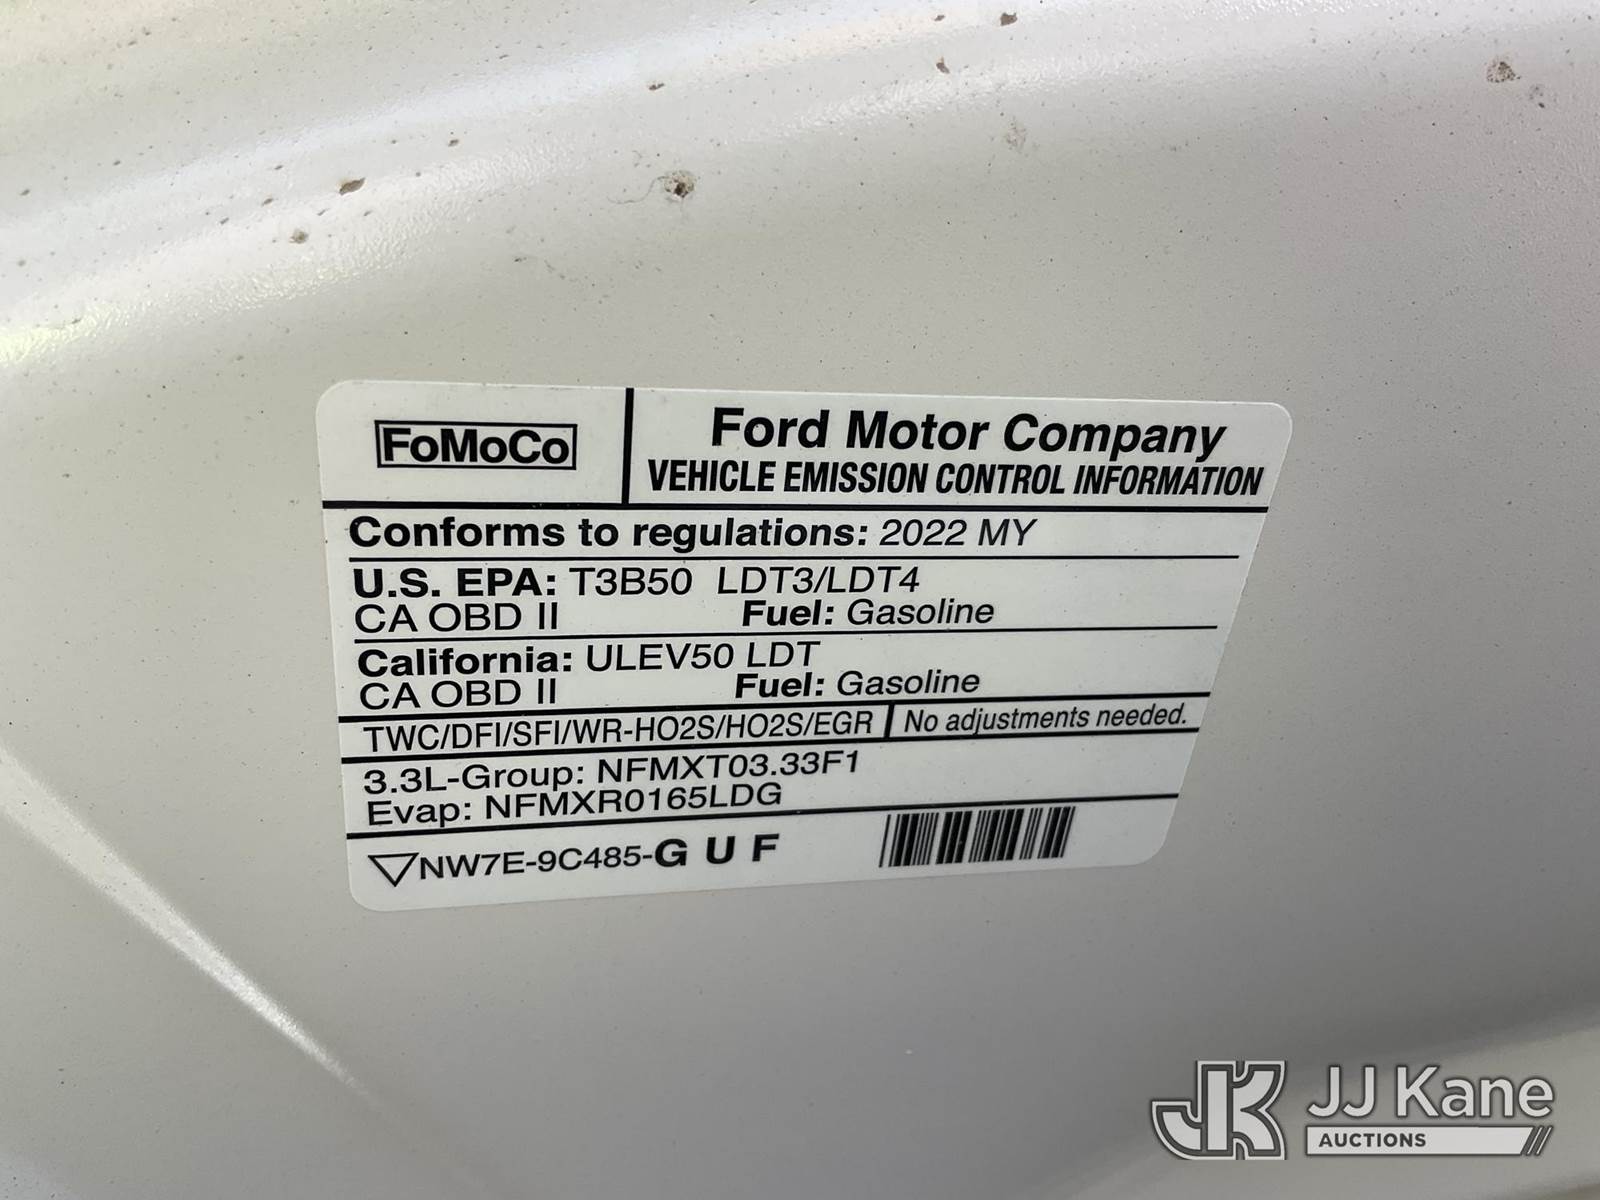 FoMoCo
Ford Motor Company
VEHICLE EMISSION CONTROL INFORMATION
Conforms to regulations: 2022 MY
U.S. EPA: T3B50 LDT3/LDT4
CA OBD II Fuel: Gasoline
California: ULEV50 LDT
CA OBD II Fuel: Gasoline
TWC/DFI/SFI/WR-HO2S/HO2S/EGR No adjustments needed.
3.3L-Group: NFMXT03.33F1
Evap: NFMXR0165LDG
NW7E-9C485-G U F
JK JJ Kane
AUCTIONS